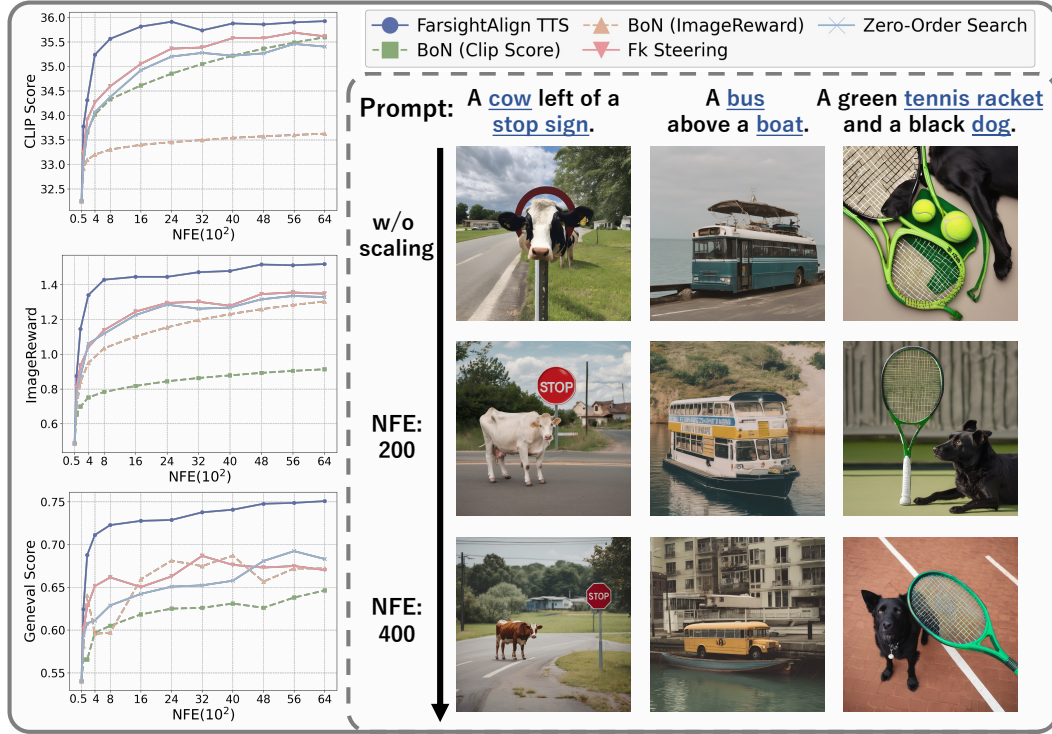 FarsightAlign TTS
BoN (Clip Score)
BoN (ImageReward)
Fk Steering
Zero-Order Search
CLIP Score
36.0
35.5
35.0
34.5
34.0
33.5
33.0
32.5
0.5 4 8 16 24 32 40 48 56 64
NFE(10²)
ImageReward
1.4
1.2
1.0
0.8
0.6
0.5 4 8 16 24 32 40 48 56 64
NFE(10²)
Geneval Score
0.75
0.70
0.65
0.60
0.55
0.5 4 8 16 24 32 40 48 56 64
NFE(10²)
Prompt:
A cow left of a
stop sign.
A bus
above a boat.
A green tennis racket
and a black dog.
w/o
scaling
NFE:
200
STOP
NFE:
400
STOP